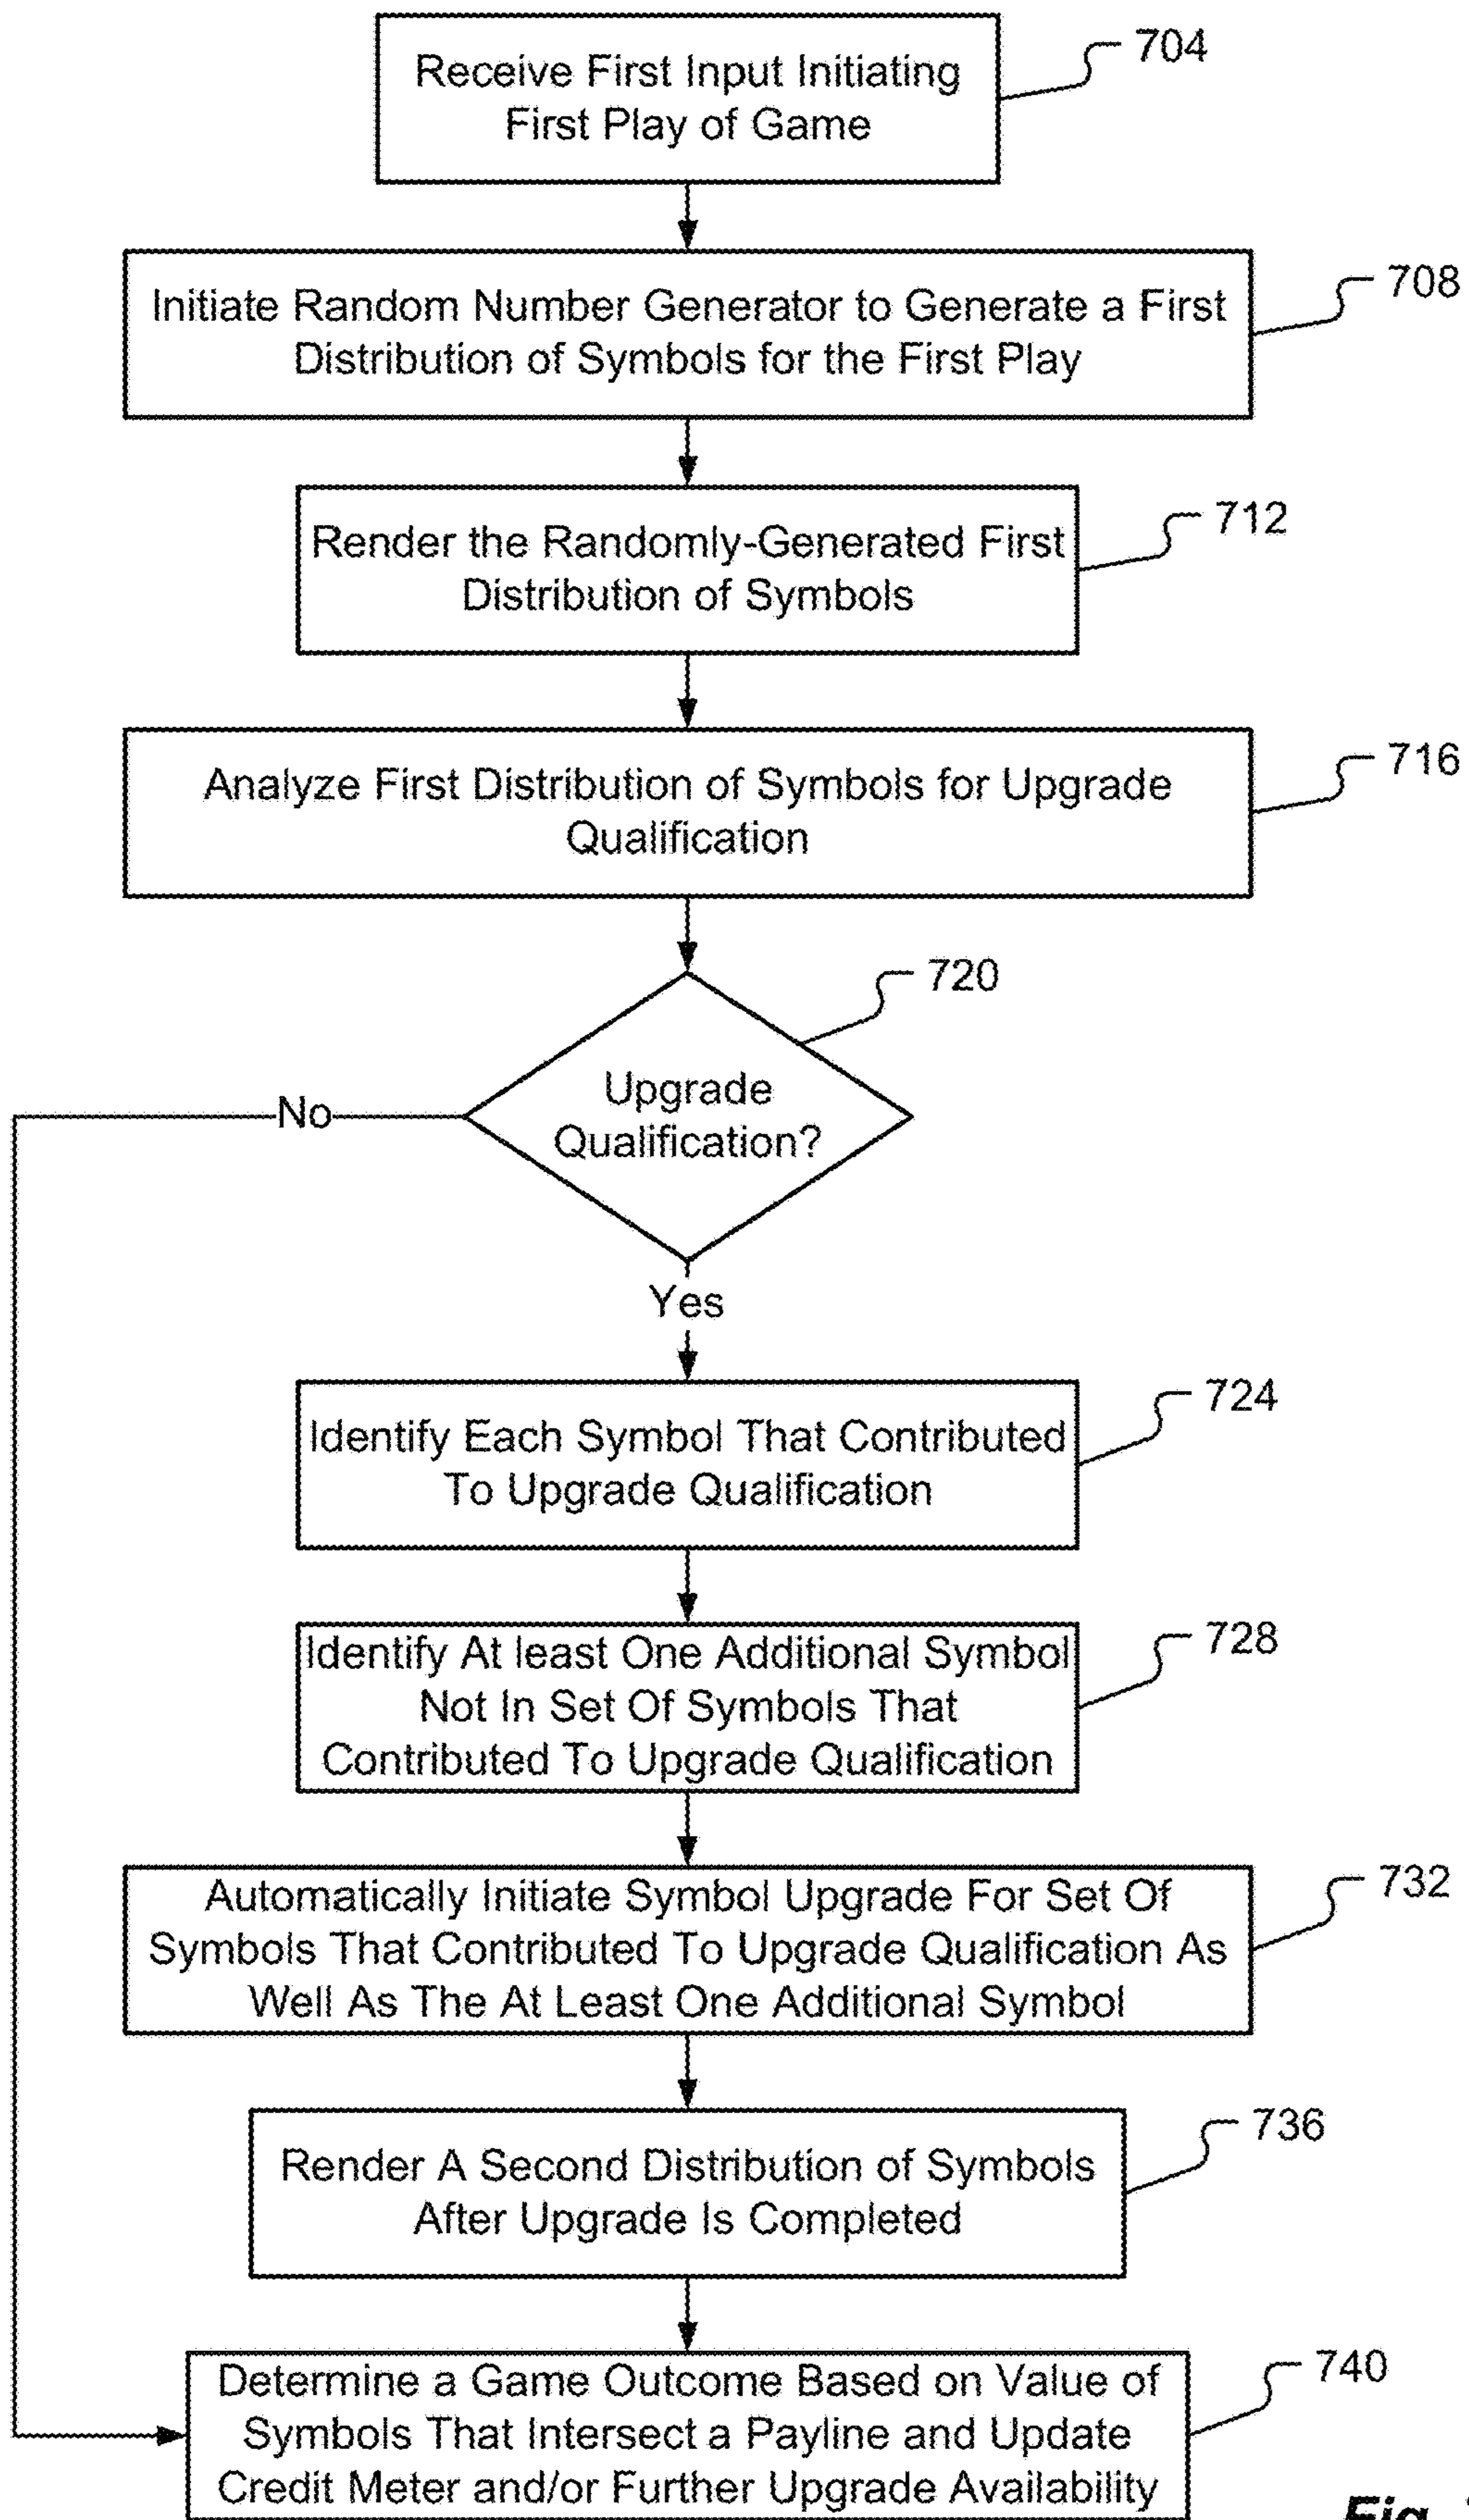 Receive First Input Initiating
First Play of Game
704
Initiate Random Number Generator to Generate a First
Distribution of Symbols for the First Play
708
Render the Randomly-Generated First
Distribution of Symbols
712
Analyze First Distribution of Symbols for Upgrade
Qualification
716
720
Upgrade
Qualification?
No
Yes
Identify Each Symbol That Contributed
To Upgrade Qualification
724
Identify At least One Additional Symbol
Not In Set Of Symbols That
Contributed To Upgrade Qualification
728
Automatically Initiate Symbol Upgrade For Set Of
Symbols That Contributed To Upgrade Qualification As
Well As The At Least One Additional Symbol
732
Render A Second Distribution of Symbols
After Upgrade Is Completed
736
Determine a Game Outcome Based on Value of
Symbols That Intersect a Payline and Update
Credit Meter and/or Further Upgrade Availability
740
Fig.